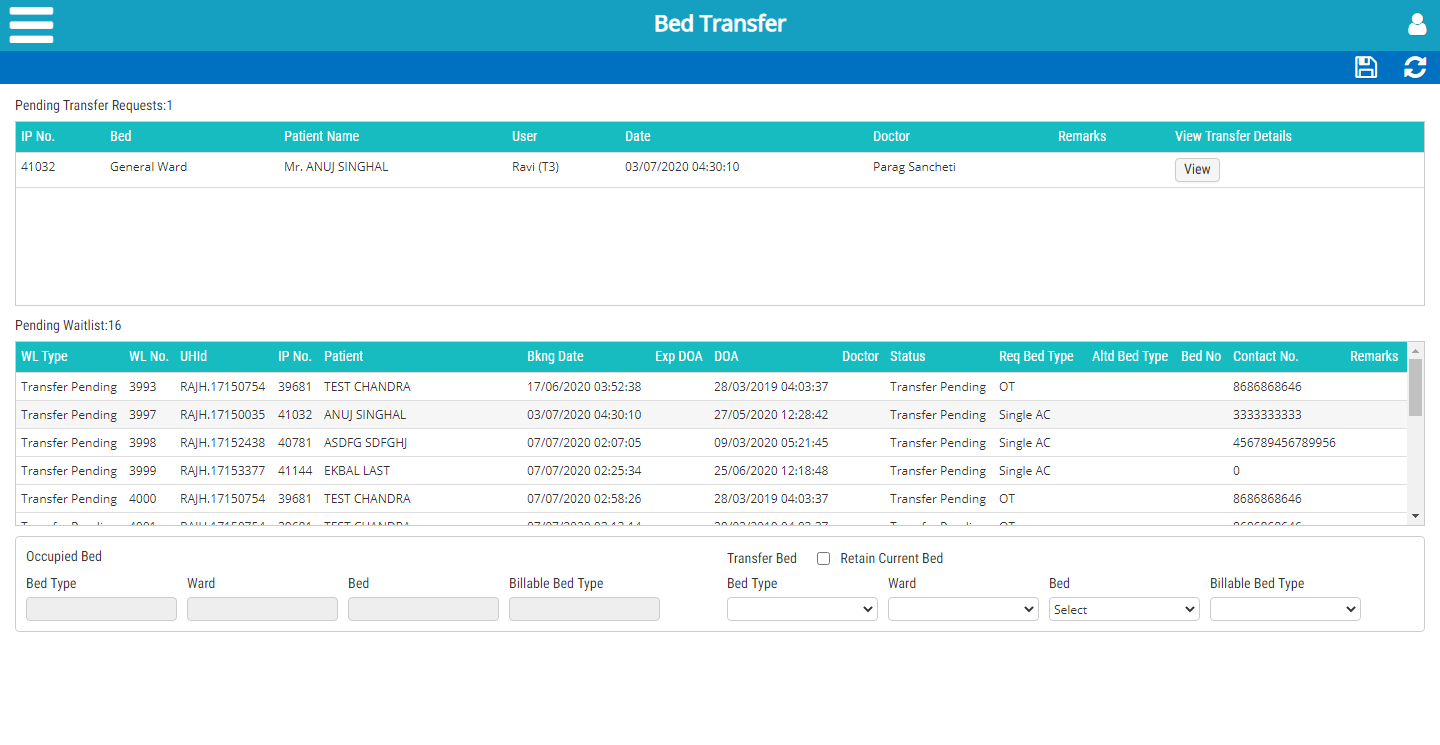 Bed Transfer
Pending Transfer Requests:1
IP No. Bed Patient Name User Date Doctor Remarks View Transfer Details
41032 General Ward Mr. ANUJ SINGHAL Ravi (T3) 03/07/2020 04:30:10 Parag Sancheti View
Pending Waitlist:16
WL Type WL No. UHId IP No. Patient Bkng Date Exp DOA DOA Doctor Status Req Bed Type Altd Bed Type Bed No Contact No. Remarks
Transfer Pending 3993 RAJH.17150754 39681 TEST CHANDRA 17/06/2020 03:52:38 28/03/2019 04:03:37 Transfer Pending OT 8686868646
Transfer Pending 3997 RAJH.17150035 41032 ANUJ SINGHAL 03/07/2020 04:30:10 27/05/2020 12:28:42 Transfer Pending Single AC 3333333333
Transfer Pending 3998 RAJH.17152438 40781 ASDFG SDFGHJ 07/07/2020 02:07:05 09/03/2020 05:21:45 Transfer Pending Single AC 456789456789956
Transfer Pending 3999 RAJH.17153377 41144 EKBAL LAST 07/07/2020 02:25:34 25/06/2020 12:18:48 Transfer Pending Single AC 0
Transfer Pending 4000 RAJH.17150754 39681 TEST CHANDRA 07/07/2020 02:58:26 28/03/2019 04:03:37 Transfer Pending OT 8686868646
Occupied Bed Transfer Bed Retain Current Bed
Bed Type Ward Bed Billable Bed Type Bed Type Ward Bed Billable Bed Type
Select